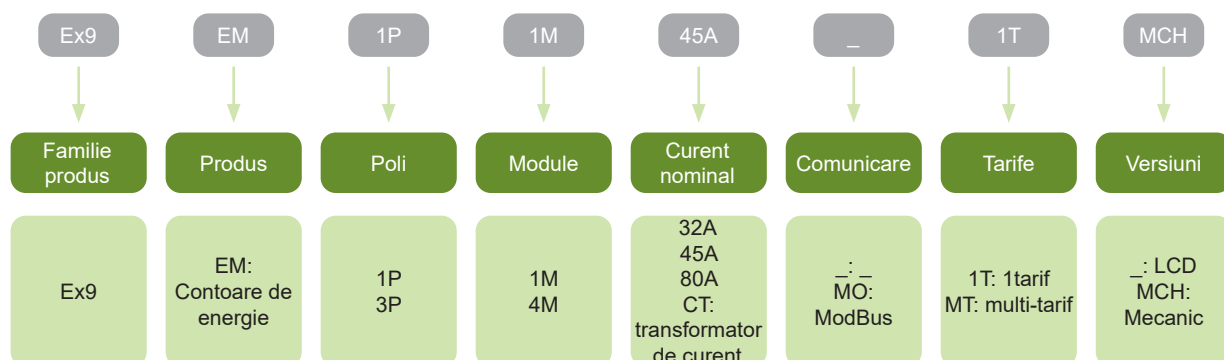 Ex9
EM
1P
1M
45A
_
1T
MCH
Familie
produs
Produs
Poli
Module
Curent
nominal
Comunicare
Tarife
Versiuni
Ex9
EM:
Contoare de
energie
1P
3P
1M
4M
32A
45A
80A
CT:
transformator
de curent
_: _
MO:
ModBus
1T: 1tarif
MT: multi-tarif
_: LCD
MCH:
Mecanic